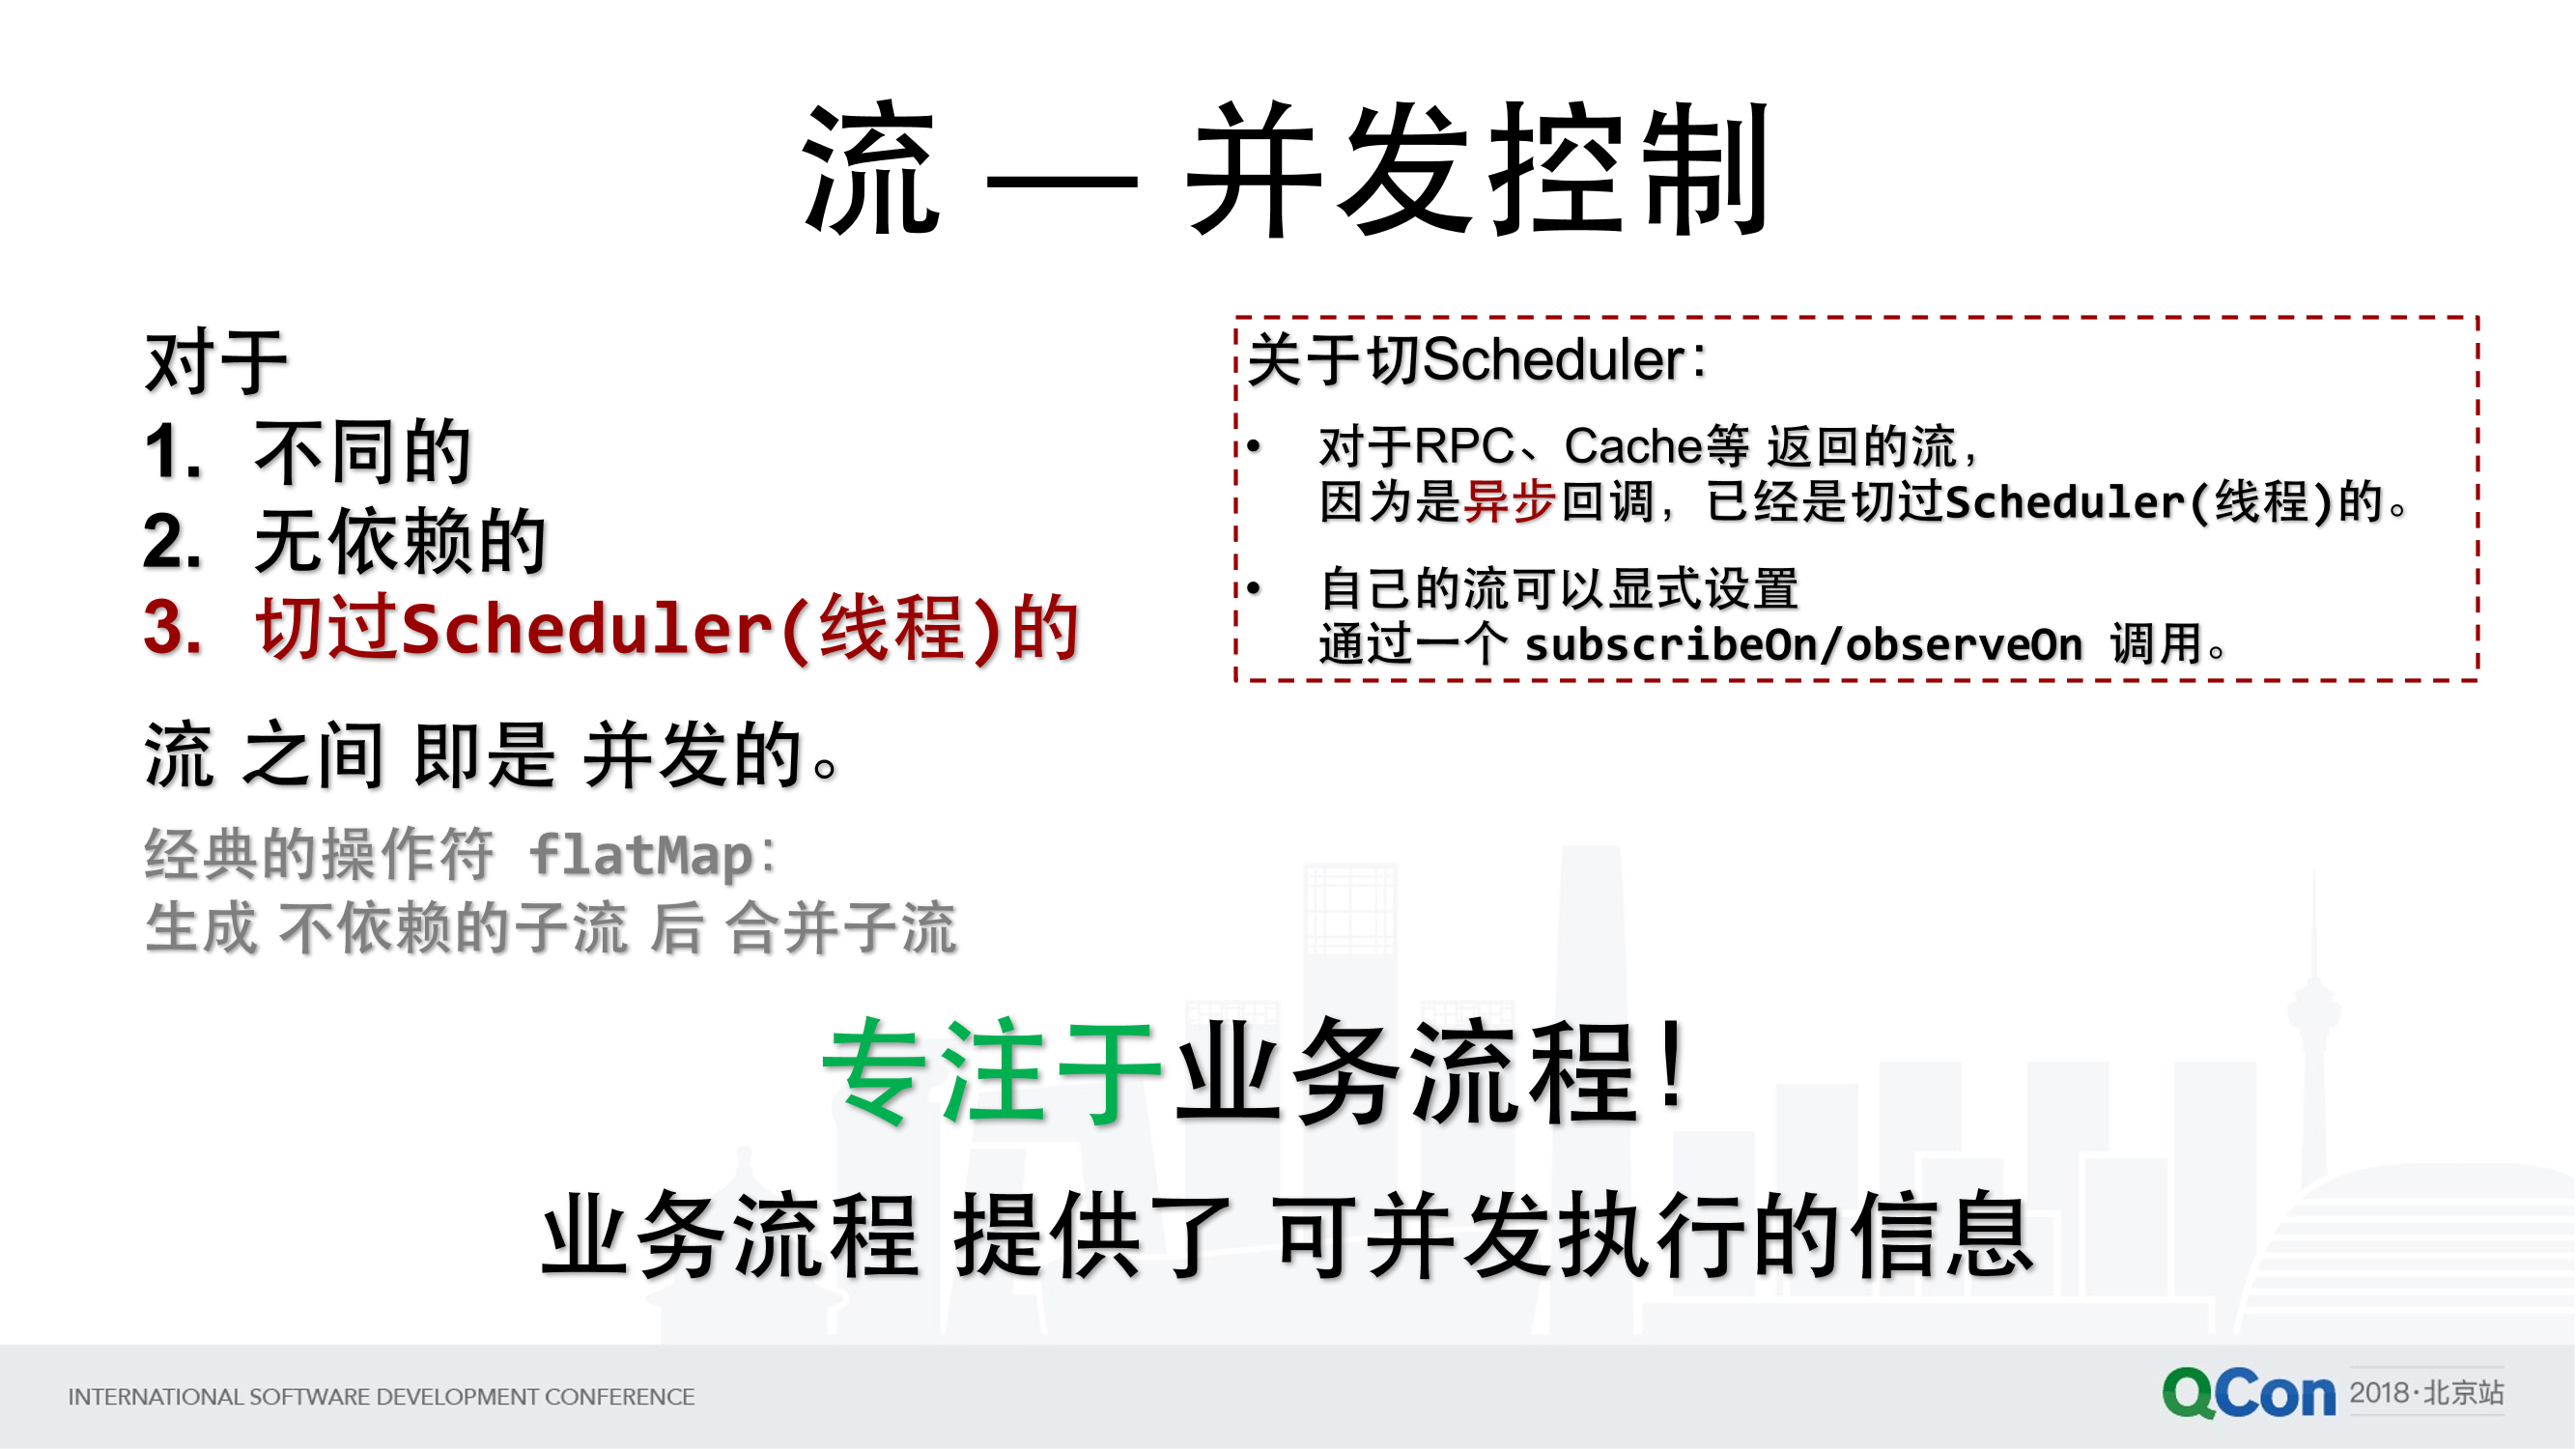 流 — 并发控制
对于
1. 不同的
2. 无依赖的
3. 切过Scheduler(线程)的
流 之间 即是 并发的。
经典的操作符 flatMap：
生成 不依赖的子流 后 合并子流
关于切Scheduler：
• 对于RPC、Cache等 返回的流，
因为是异步回调，已经是切过Scheduler(线程)的。
• 自己的流可以显式设置
通过一个 subscribeOn/observeOn 调用。
专注于业务流程！
业务流程 提供了 可并发执行的信息
INTERNATIONAL SOFTWARE DEVELOPMENT CONFERENCE
QCon 2018·北京站